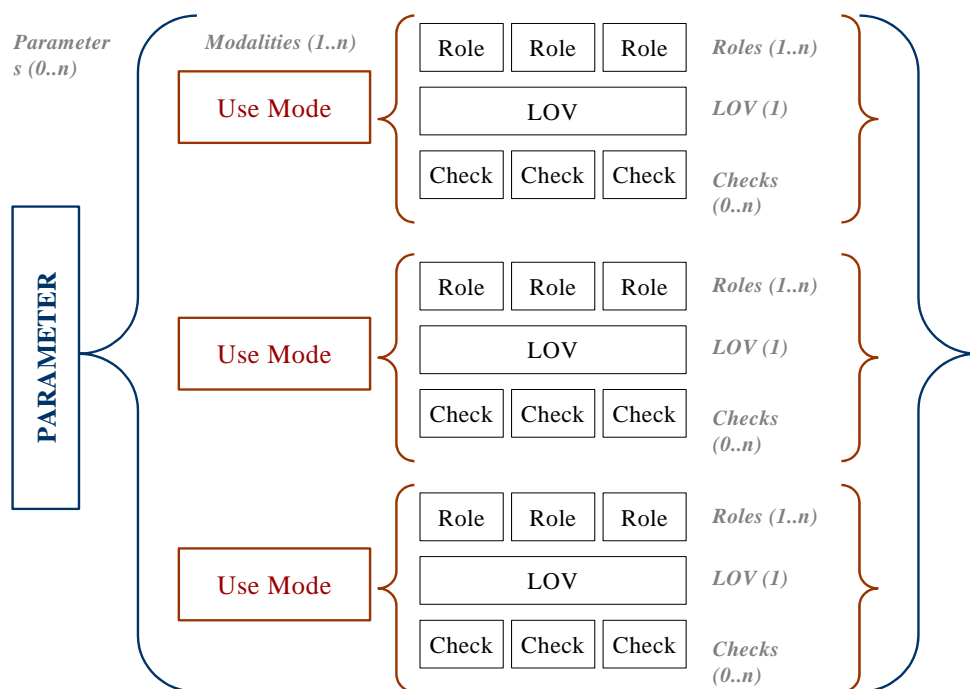 Parameter
s (0..n)
Modalities (1..n)
PARAMETER
Use Mode
Role Role Role
Roles (1..n)
LOV
LOV (1)
Check Check Check
Checks
(0..n)
Use Mode
Role Role Role
Roles (1..n)
LOV
LOV (1)
Check Check Check
Checks
(0..n)
Use Mode
Role Role Role
Roles (1..n)
LOV
LOV (1)
Check Check Check
Checks
(0..n)